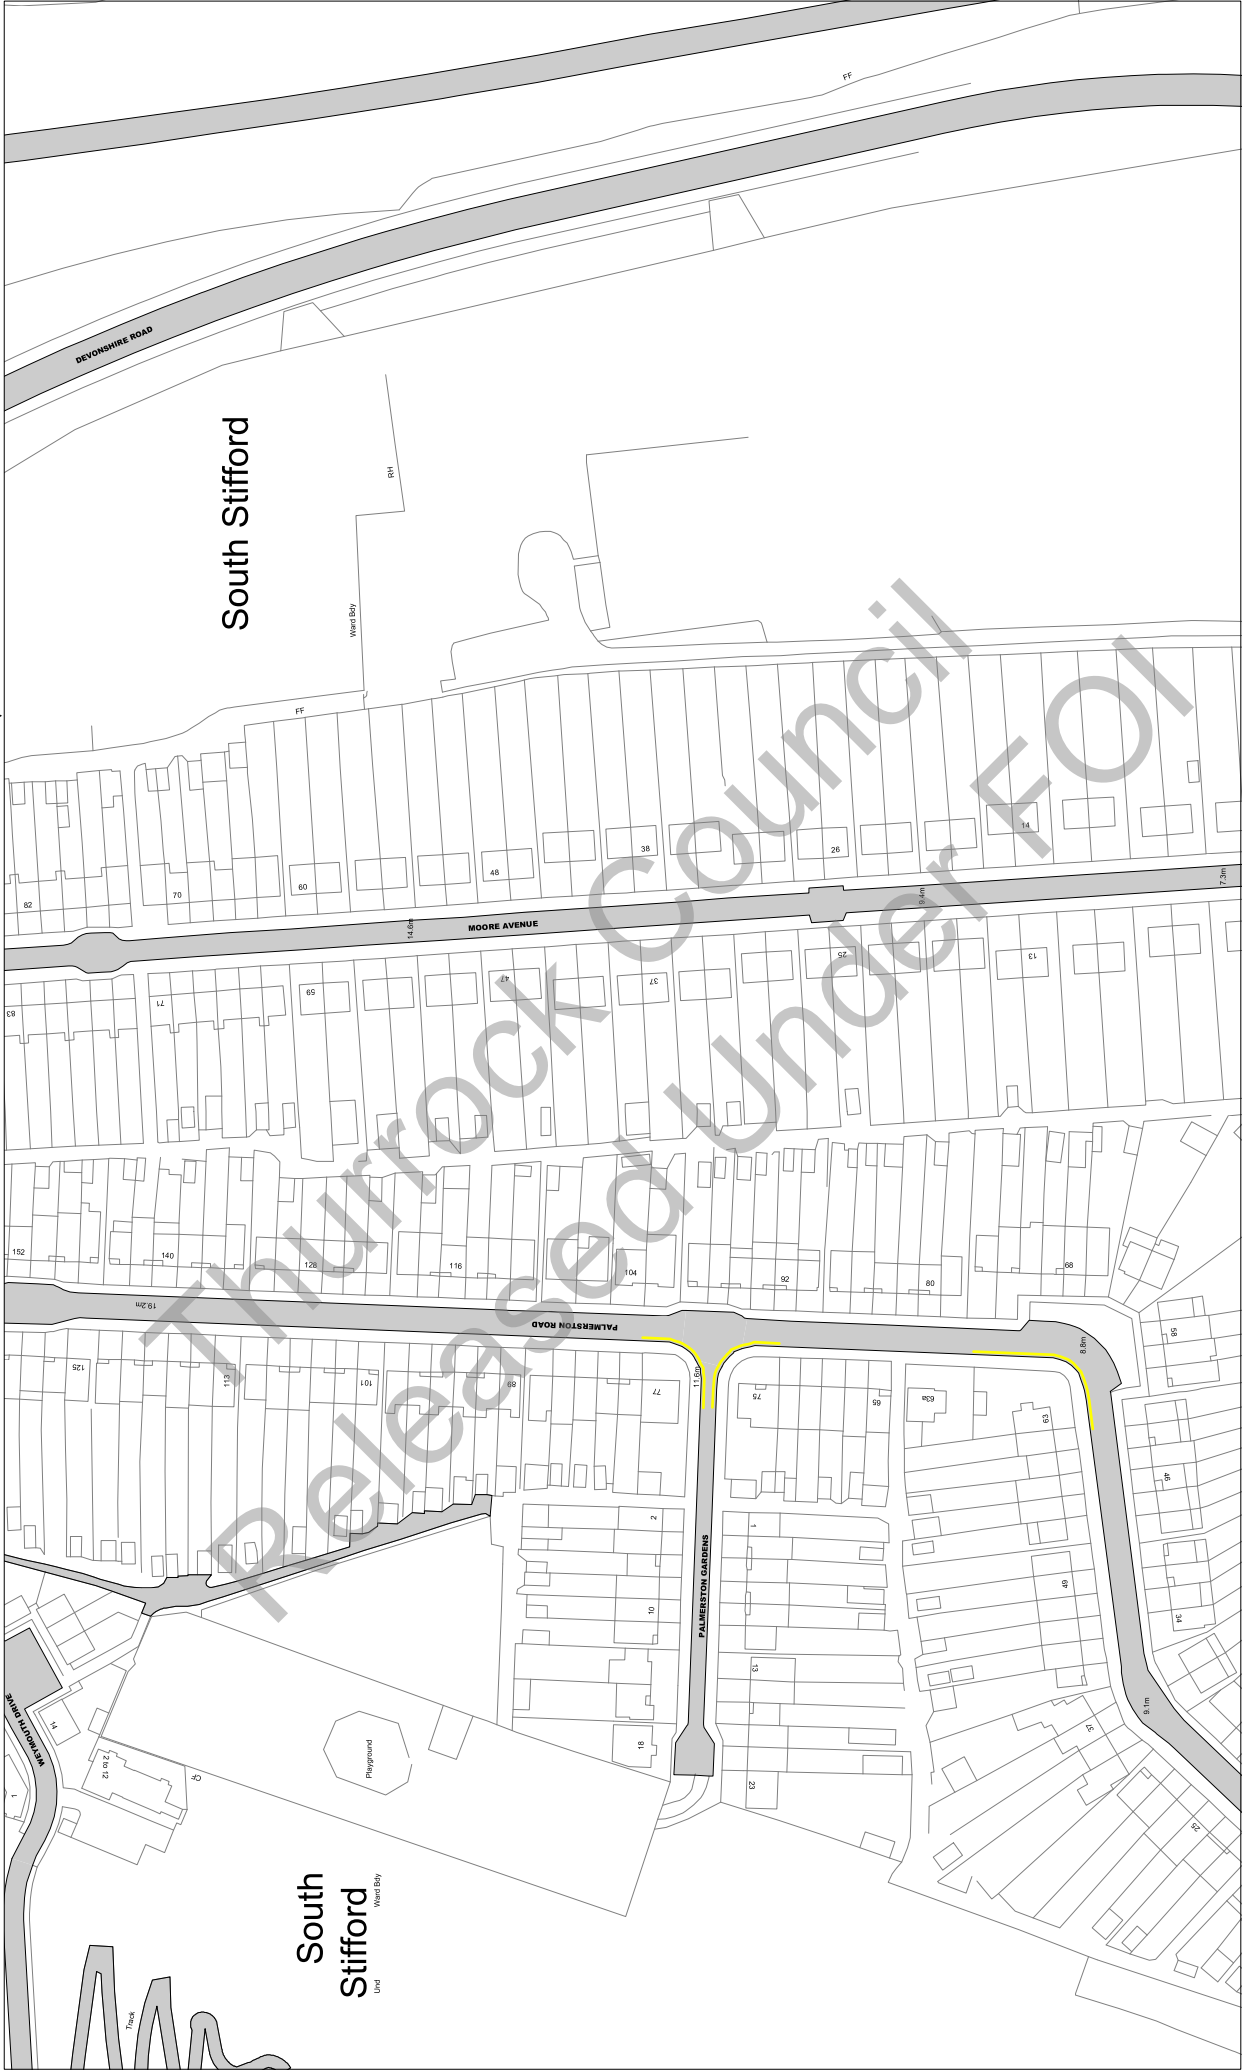 FF
DEVONSHIRE ROAD
South Stifford
RH
Ward Bdy
FF
82
70
60
48
38
26
14
14.6m
MOORE AVENUE
9.4m
7.3m
83
71
59
47
37
25
13
152
140
128
116
104
92
80
68
58
19.2m
PALMERSTON ROAD
8.8m
125
113
101
89
77
11.6m
75
65
63a
63
46
2
1
PALMERSTON GARDENS
10
49
34
13
9.1m
37
18
23
25
WEYMOUTH DRIVE
14
2 to 12
1
CF
Playground
South
Stifford
Ward Bdy
Und
Track
Thurrock Council
Released Under FOI